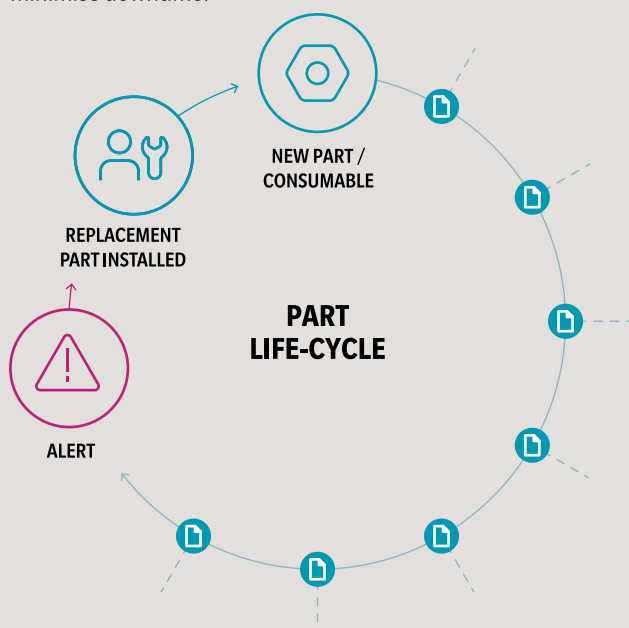 NEW PART /
CONSUMABLE
REPLACEMENT
PART INSTALLED
PART
LIFE-CYCLE
ALERT